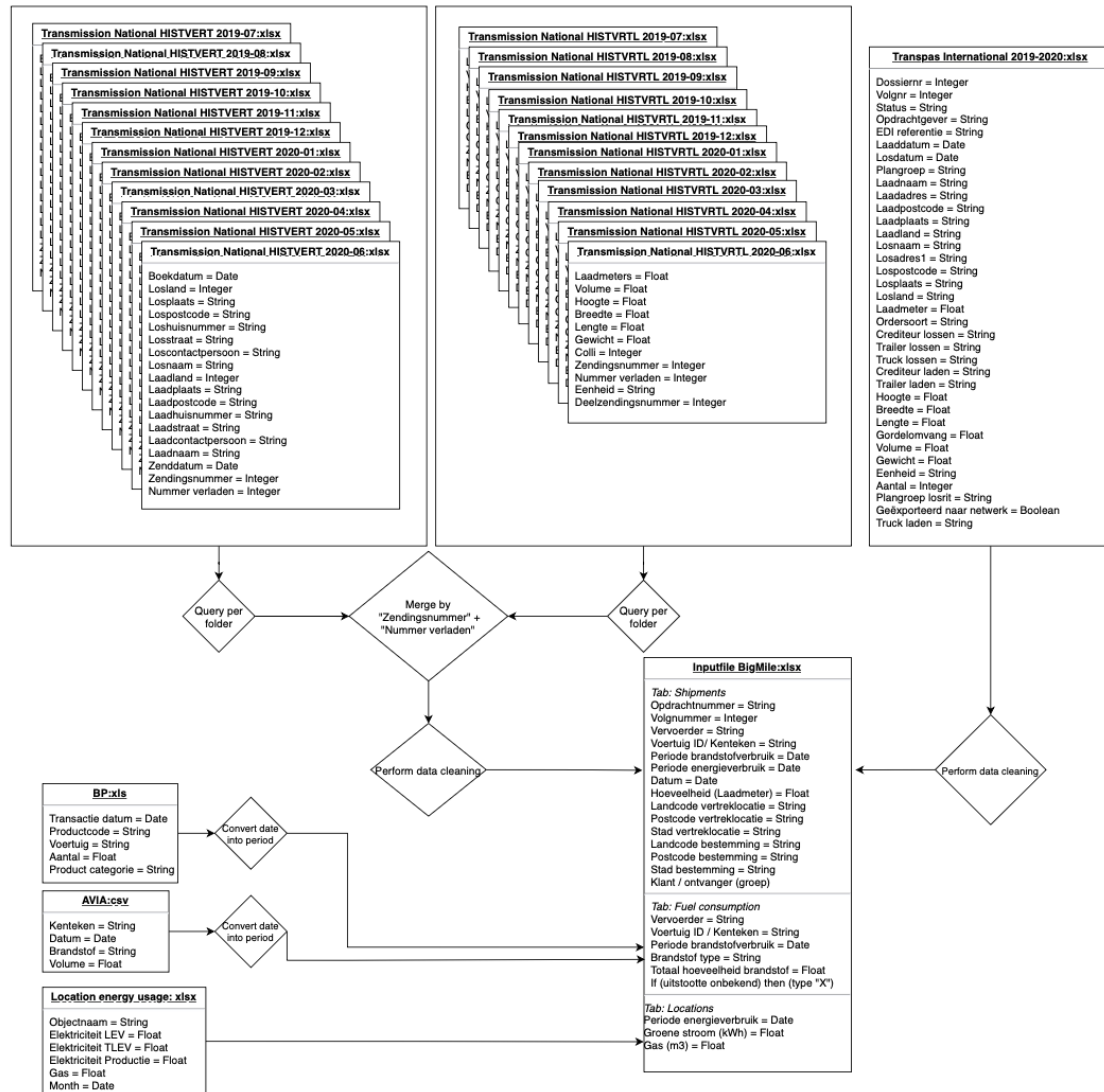 Transmission National HISTVERT 2019-07:xlsx
Transmission National HISTVERT 2019-08:xlsx
Transmission National HISTVERT 2019-09:xlsx
Transmission National HISTVERT 2019-10:xlsx
Transmission National HISTVERT 2019-11:xlsx
Transmission National HISTVERT 2019-12:xlsx
Transmission National HISTVERT 2020-01:xlsx
Transmission National HISTVERT 2020-02:xlsx
Transmission National HISTVERT 2020-03:xlsx
Transmission National HISTVERT 2020-04:xlsx
Transmission National HISTVERT 2020-05:xlsx
Transmission National HISTVERT 2020-06:xlsx
Boekdatum = Date
Losland = Integer
Losplaats = String
Lospostcode = String
Loshuisnummer = String
Losstraat = String
Loscontactpersoon = String
Losnaam = String
Laadland = Integer
Laadplaats = String
Laadpostcode = String
Laadhuisnummer = String
Laadstraat = String
Laadcontactpersoon = String
Laadnaam = String
Zenddatum = Date
Zendingsnummer = Integer
Nummer verladen = Integer
Transmission National HISTVRTL 2019-07:xlsx
Transmission National HISTVRTL 2019-08:xlsx
Transmission National HISTVRTL 2019-09:xlsx
Transmission National HISTVRTL 2019-10:xlsx
Transmission National HISTVRTL 2019-11:xlsx
Transmission National HISTVRTL 2019-12:xlsx
Transmission National HISTVRTL 2020-01:xlsx
Transmission National HISTVRTL 2020-02:xlsx
Transmission National HISTVRTL 2020-03:xlsx
Transmission National HISTVRTL 2020-04:xlsx
Transmission National HISTVRTL 2020-05:xlsx
Transmission National HISTVRTL 2020-06:xlsx
Laadmeters = Float
Volume = Float
Hoogte = Float
Breedte = Float
Lengte = Float
Gewicht = Float
Colli = Integer
Zendingsnummer = Integer
Nummer verladen = Integer
Eenheid = String
Deelzendingsnummer = Integer
Transpas International 2019-2020:xlsx
Dossiernr = Integer
Volgnr = Integer
Status = String
Opdrachtgever = String
EDI referentie = String
Laaddatum = Date
Losdatum = Date
Plangroep = String
Laadnaam = String
Laadadres = String
Laadpostcode = String
Laadplaats = String
Laadland = String
Losnaam = String
Losadres1 = String
Lospostcode = String
Losplaats = String
Losland = String
Laadmeter = Float
Ordersoort = String
Crediteur lossen = String
Trailer lossen = String
Truck lossen = String
Crediteur laden = String
Trailer laden = String
Hoogte = Float
Breedte = Float
Lengte = Float
Gordelomvang = Float
Volume = Float
Gewicht = Float
Eenheid = String
Aantal = Integer
Plangroep losrit = String
Geëxporteerd naar netwerk = Boolean
Truck laden = String
Query per
folder
Merge by
"Zendingsnummer" +
"Nummer verladen"
Query per
folder
Perform data cleaning
Perform data cleaning
Inputfile BigMile:xlsx
Tab: Shipments
Opdrachtnummer = String
Volgnummer = Integer
Vervoerder = String
Voertuig ID/ Kenteken = String
Periode brandstofverbruik = Date
Periode energieverbruik = Date
Datum = Date
Hoeveelheid (Laadmeter) = Float
Landcode vertreklocatie = String
Postcode vertreklocatie = String
Stad vertreklocatie = String
Landcode bestemming = String
Postcode bestemming = String
Stad bestemming = String
Klant / ontvanger (groep)
Tab: Fuel consumption
Vervoerder = String
Voertuig ID / Kenteken = String
Periode brandstofverbruik = Date
Brandstof type = String
Totaal hoeveelheid brandstof = Float
If (uitstootte onbekend) then (type "X")
Tab: Locations
Periode energieverbruik = Date
Groene stroom (kWh) = Float
Gas (m3) = Float
BP:xls
Transactie datum = Date
Productcode = String
Voertuig = String
Aantal = Float
Product categorie = String
Convert date
into period
AVIA:csv
Kenteken = String
Datum = Date
Brandstof = String
Volume = Float
Convert date
into period
Location energy usage: xlsx
Objectnaam = String
Elektriciteit LEV = Float
Elektriciteit TLEV = Float
Elektriciteit Productie = Float
Gas = Float
Month = Date